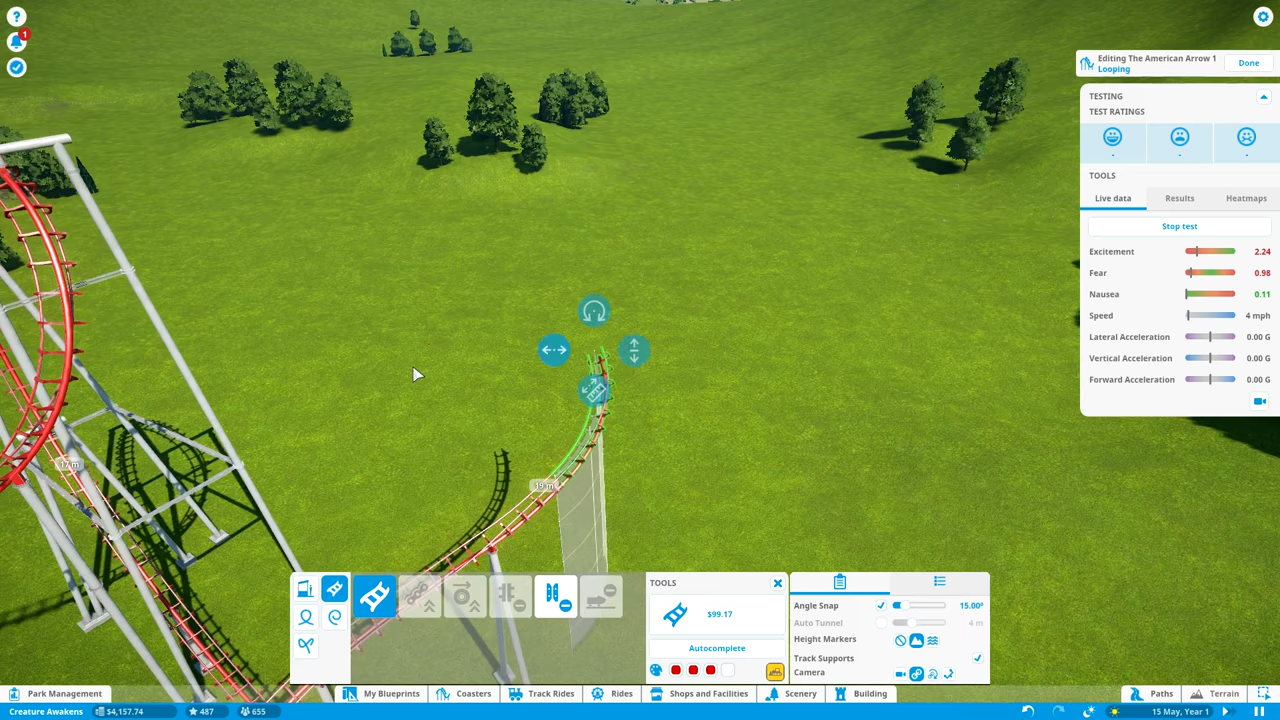 ?
1
Editing The American Arrow 1
Looping
Done
TESTING
TEST RATINGS
- - -
TOOLS
Live data Results Heatmaps
Stop test
Excitement 2.24
Fear 0.98
Nausea 0.11
Speed 4 mph
Lateral Acceleration 0.00 G
Vertical Acceleration 0.00 G
Forward Acceleration 0.00 G
17 m
19 m
TOOLS
$99.17
Autocomplete
Angle Snap 15.00°
Auto Tunnel 4 m
Height Markers
Track Supports
Camera
Park Management My Blueprints Coasters Track Rides Rides Shops and Facilities Scenery Building Paths Terrain
Creature Awakens $4,157.74 487 655 15 May, Year 1